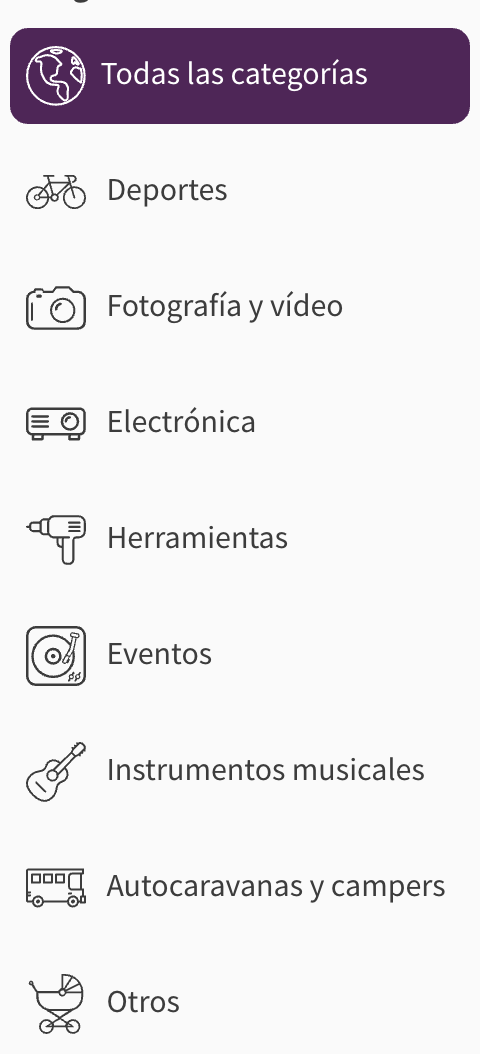 Todas las categorías
Deportes
Fotografía y vídeo
Electrónica
Herramientas
Eventos
Instrumentos musicales
Autocaravanas y campers
Otros